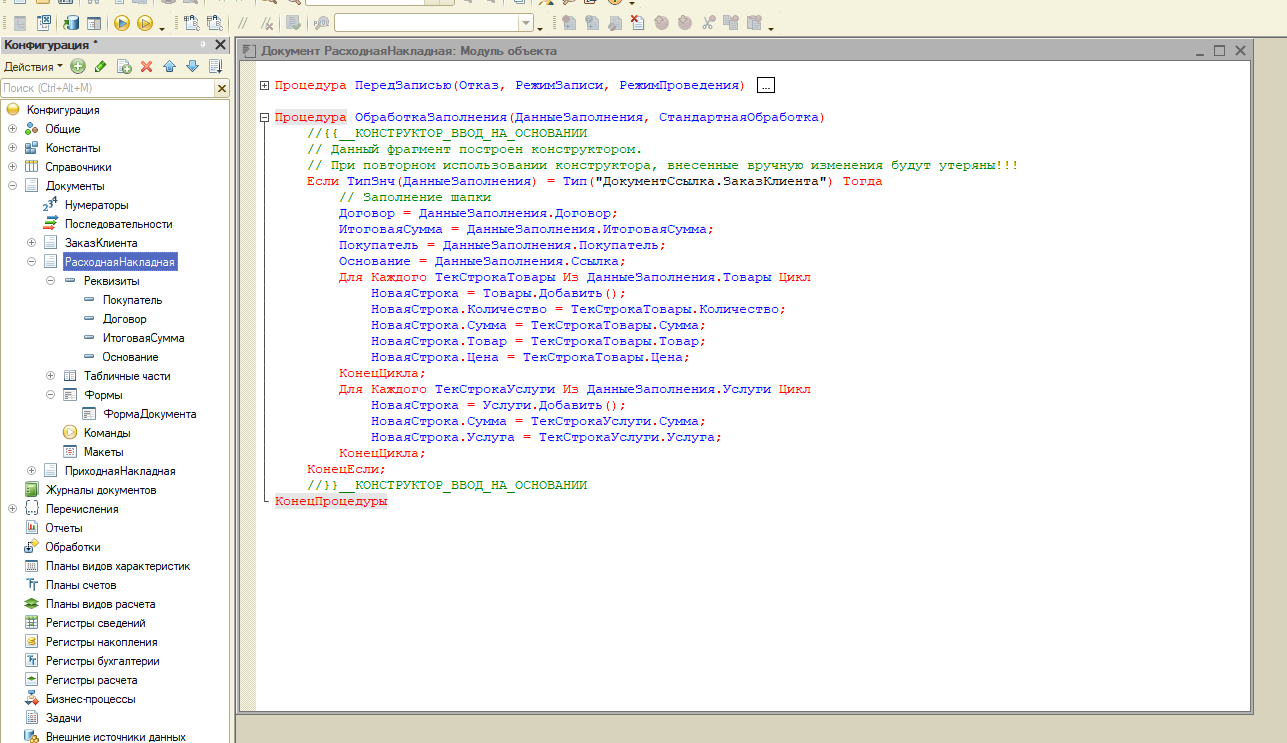 Конфигурация *
Действия
Поиск (Ctrl+Alt+M)
Конфигурация
Общие
Константы
Справочники
Документы
Нумераторы
Последовательности
ЗаказКлиента
РасходнаяНакладная
Реквизиты
Покупатель
Договор
ИтоговаяСумма
Основание
Табличные части
Формы
ФормаДокумента
Команды
Макеты
ПриходнаяНакладная
Журналы документов
Перечисления
Отчеты
Обработки
Планы видов характеристик
Планы счетов
Планы видов расчета
Регистры сведений
Регистры накопления
Регистры бухгалтерии
Регистры расчета
Бизнес-процессы
Задачи
Внешние источники данных
Документ РасходнаяНакладная: Модуль объекта
Процедура ПередЗаписью(Отказ, РежимЗаписи, РежимПроведения) ...
Процедура ОбработкаЗаполнения(ДанныеЗаполнения, СтандартнаяОбработка)
//{{__КОНСТРУКТОР_ВВОД_НА_ОСНОВАНИИ
// Данный фрагмент построен конструктором.
// При повторном использовании конструктора, внесенные вручную изменения будут утеряны!!!
Если ТипЗнч(ДанныеЗаполнения) = Тип("ДокументСсылка.ЗаказКлиента") Тогда
// Заполнение шапки
Договор = ДанныеЗаполнения.Договор;
ИтоговаяСумма = ДанныеЗаполнения.ИтоговаяСумма;
Покупатель = ДанныеЗаполнения.Покупатель;
Основание = ДанныеЗаполнения.Ссылка;
Для Каждого ТекСтрокаТовары Из ДанныеЗаполнения.Товары Цикл
НоваяСтрока = Товары.Добавить();
НоваяСтрока.Количество = ТекСтрокаТовары.Количество;
НоваяСтрока.Сумма = ТекСтрокаТовары.Сумма;
НоваяСтрока.Товар = ТекСтрокаТовары.Товар;
НоваяСтрока.Цена = ТекСтрокаТовары.Цена;
КонецЦикла;
Для Каждого ТекСтрокаУслуги Из ДанныеЗаполнения.Услуги Цикл
НоваяСтрока = Услуги.Добавить();
НоваяСтрока.Сумма = ТекСтрокаУслуги.Сумма;
НоваяСтрока.Услуга = ТекСтрокаУслуги.Услуга;
КонецЦикла;
КонецЕсли;
//}}__КОНСТРУКТОР_ВВОД_НА_ОСНОВАНИИ
КонецПроцедуры